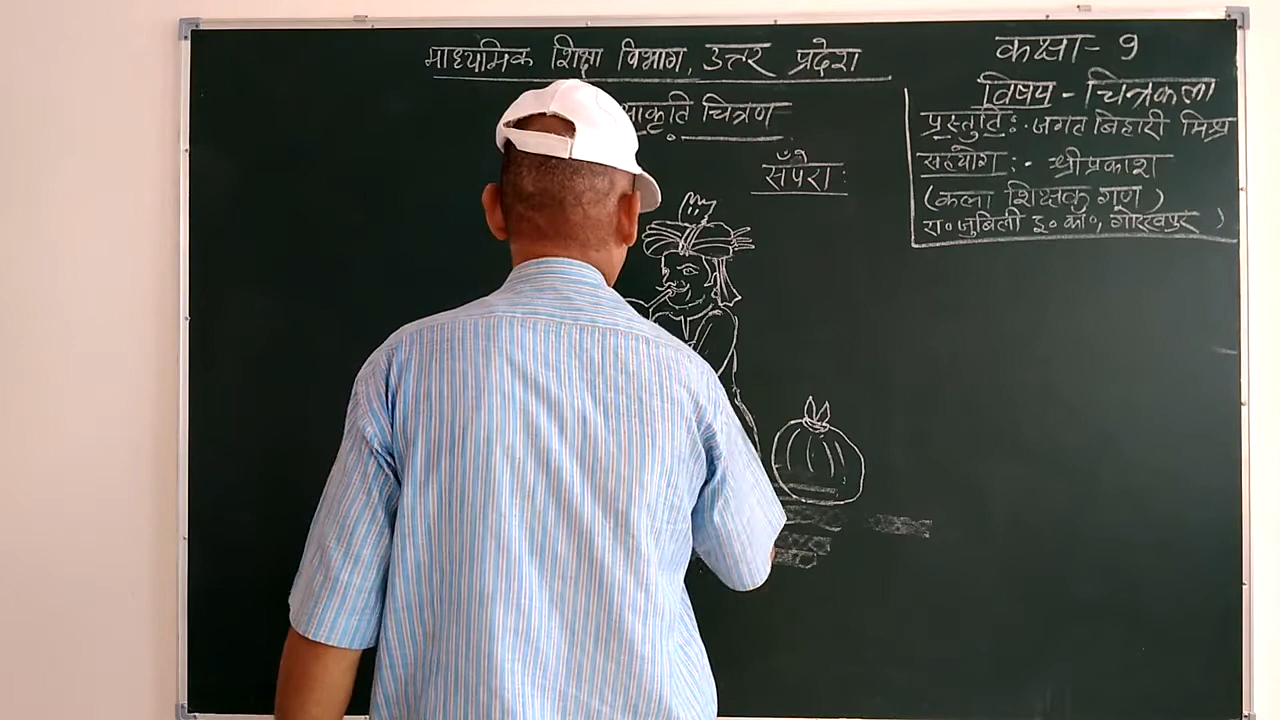 माध्यमिक शिक्षा विभाग, उत्तर प्रदेश
कक्षा- 9
विषय - चित्रकला
आकृति चित्रण
प्रस्तुति :- जगत बिहारी मिश्र
सहयोग :- श्रीप्रकाश
(कला शिक्षक गण)
रा० जुबिली इ० कॉ०, गोरखपुर )
सँपेरा :